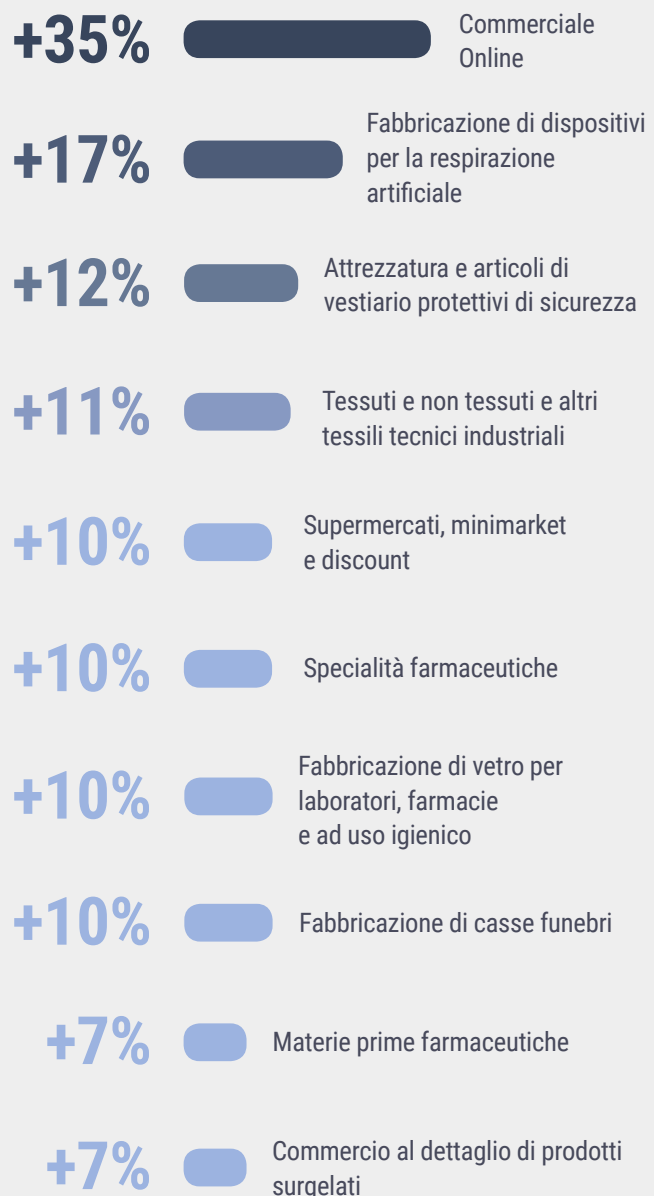 +35%
Commerciale
Online
+17%
Fabbricazione di dispositivi
per la respirazione
artificiale
+12%
Attrezzatura e articoli di
vestiario protettivi di sicurezza
+11%
Tessuti e non tessuti e altri
tessili tecnici industriali
+10%
Supermercati, minimarket
e discount
+10%
Specialità farmaceutiche
+10%
Fabbricazione di vetro per
laboratori, farmacie
e ad uso igienico
+10%
Fabbricazione di casse funebri
+7%
Materie prime farmaceutiche
+7%
Commercio al dettaglio di prodotti
surgelati